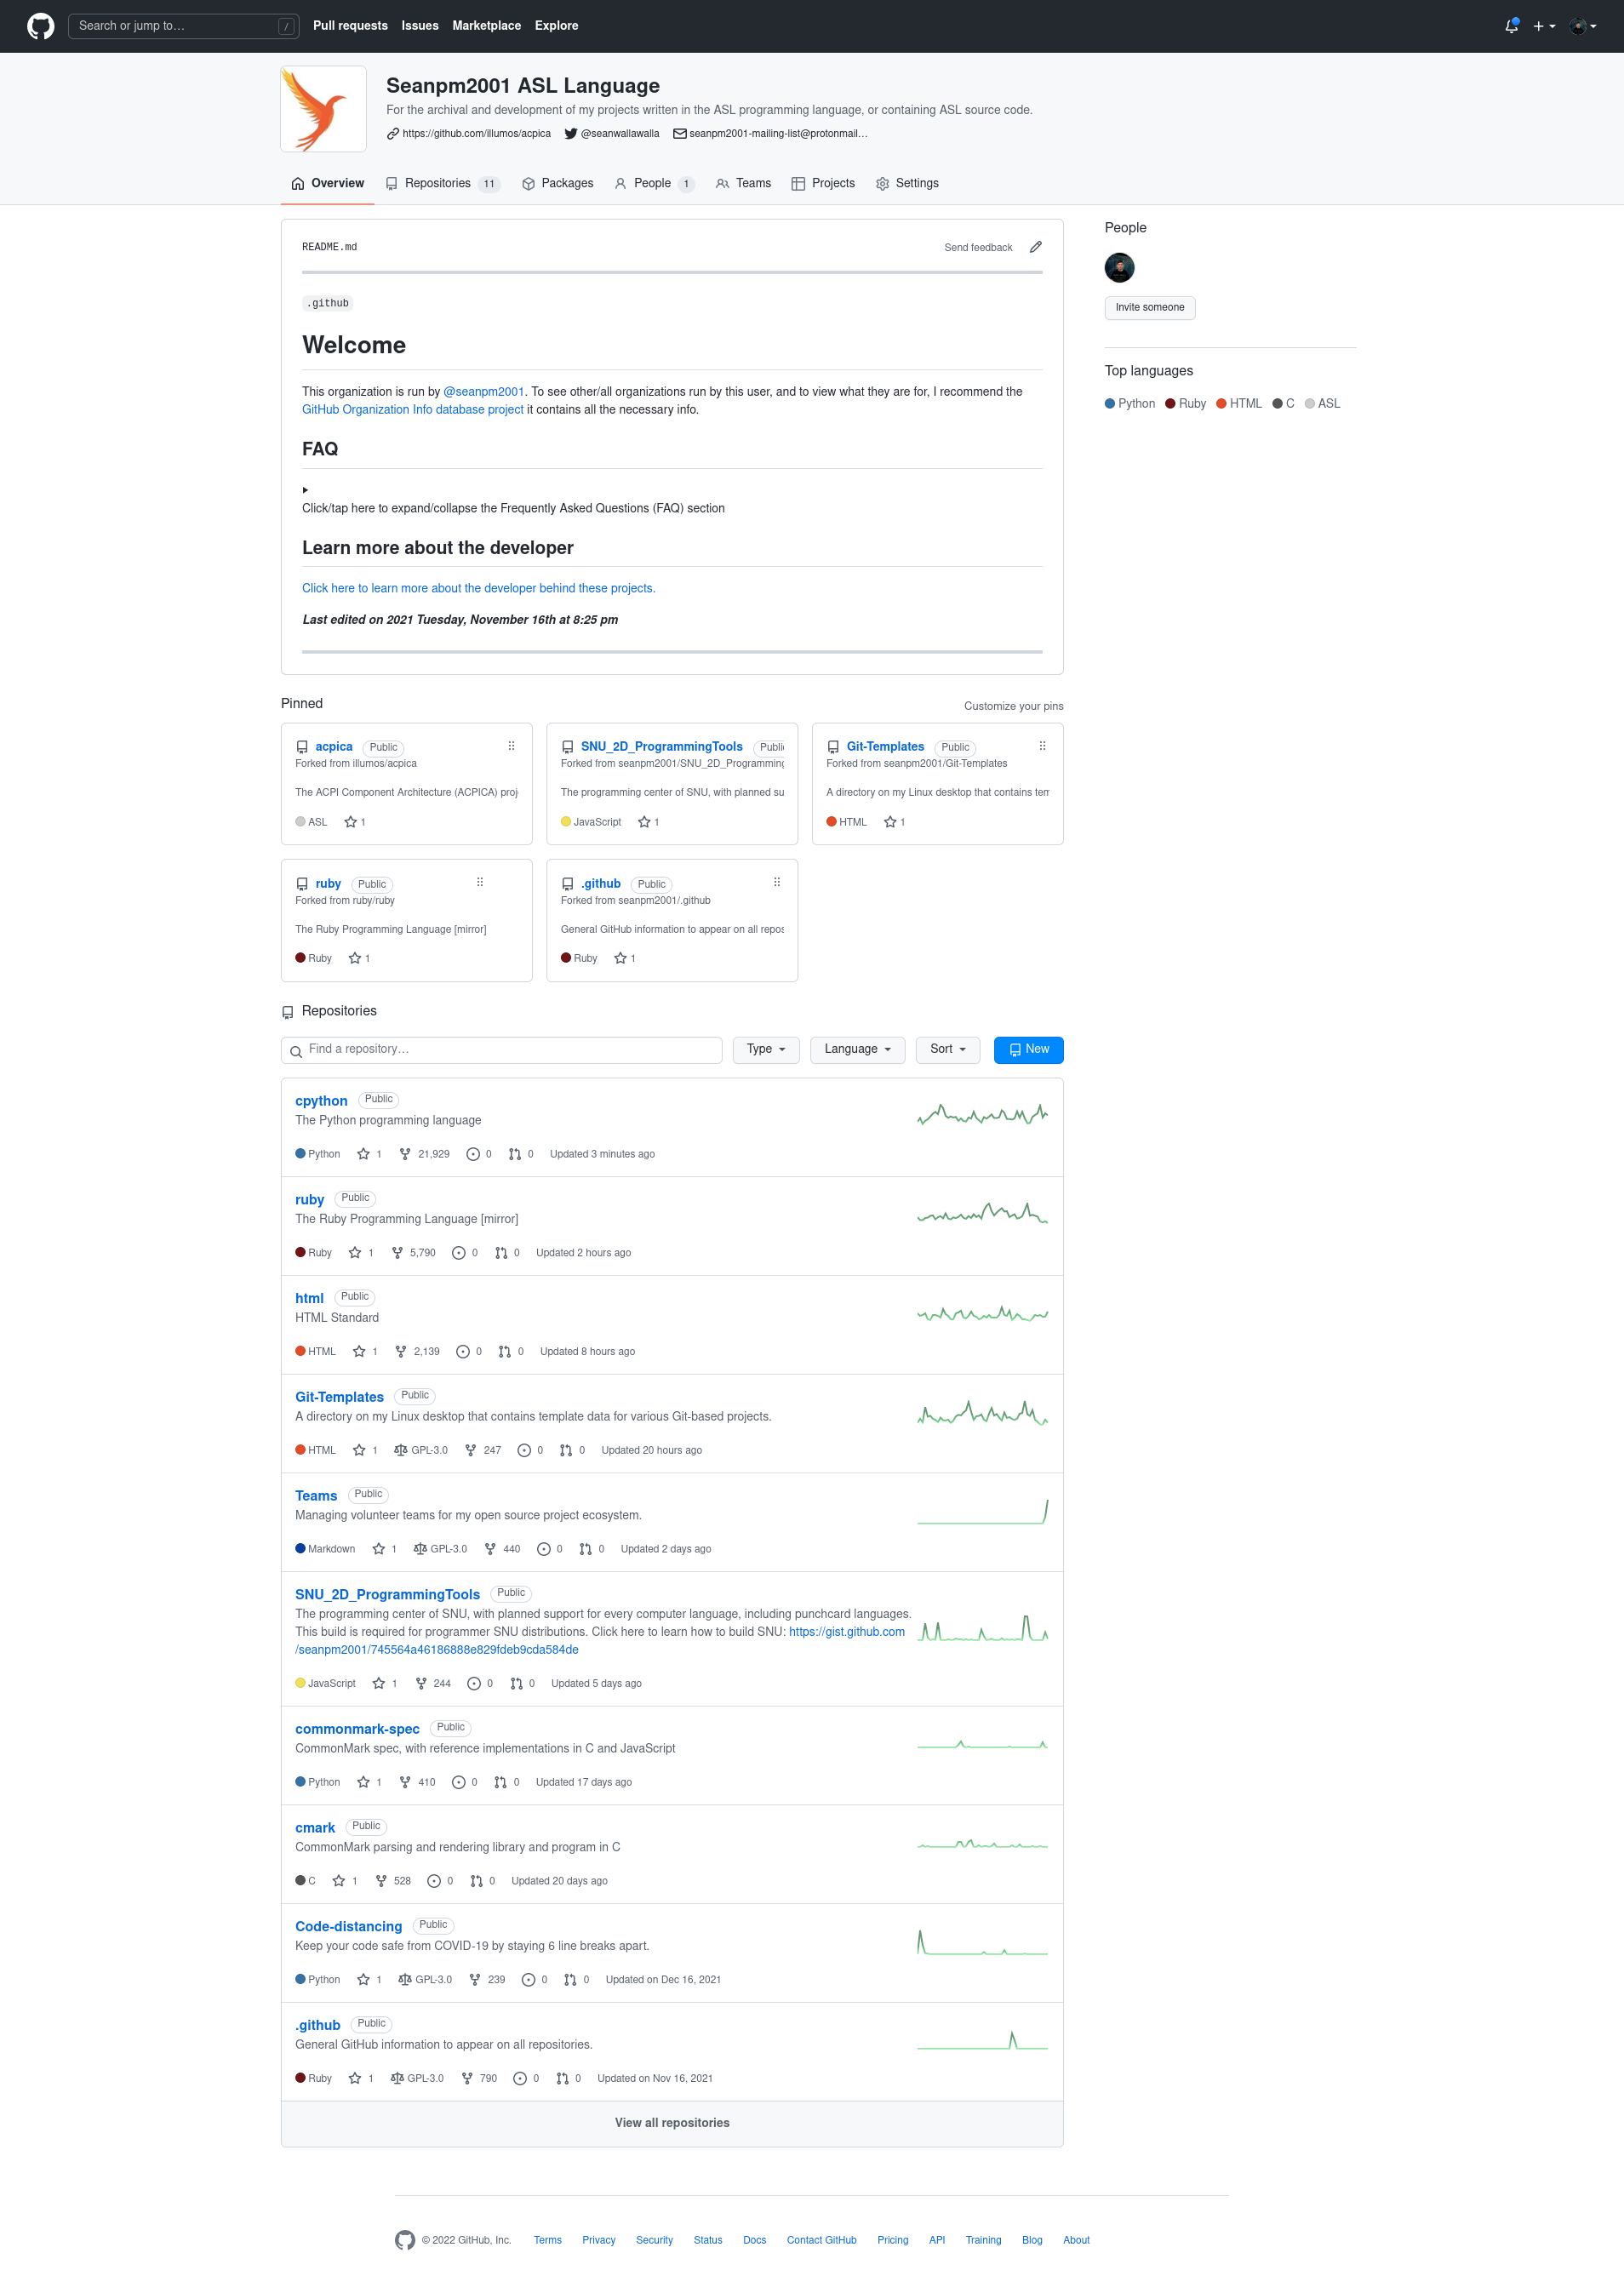 Search or jump to…
/
Pull requests
Issues
Marketplace
Explore
Seanpm2001 ASL Language
For the archival and development of my projects written in the ASL programming language, or containing ASL source code.
https://github.com/illumos/acpica @seanwallawalla seanpm2001-mailing-list@protonmail…
Overview Repositories 11 Packages People 1 Teams Projects Settings
README.md Send feedback
.github
Welcome
This organization is run by @seanpm2001. To see other/all organizations run by this user, and to view what they are for, I recommend the
GitHub Organization Info database project it contains all the necessary info.
FAQ
Click/tap here to expand/collapse the Frequently Asked Questions (FAQ) section
Learn more about the developer
Click here to learn more about the developer behind these projects.
Last edited on 2021 Tuesday, November 16th at 8:25 pm
People
Invite someone
Top languages
Python Ruby HTML C ASL
Pinned Customize your pins
acpica Public
Forked from illumos/acpica
The ACPI Component Architecture (ACPICA) proj
ASL 1
SNU_2D_ProgrammingTools Public
Forked from seanpm2001/SNU_2D_Programming
The programming center of SNU, with planned su
JavaScript 1
Git-Templates Public
Forked from seanpm2001/Git-Templates
A directory on my Linux desktop that contains tem
HTML 1
ruby Public
Forked from ruby/ruby
The Ruby Programming Language [mirror]
Ruby 1
.github Public
Forked from seanpm2001/.github
General GitHub information to appear on all repos
Ruby 1
Repositories
Find a repository… Type Language Sort New
cpython Public
The Python programming language
Python 1 21,929 0 0 Updated 3 minutes ago
ruby Public
The Ruby Programming Language [mirror]
Ruby 1 5,790 0 0 Updated 2 hours ago
html Public
HTML Standard
HTML 1 2,139 0 0 Updated 8 hours ago
Git-Templates Public
A directory on my Linux desktop that contains template data for various Git-based projects.
HTML 1 GPL-3.0 247 0 0 Updated 20 hours ago
Teams Public
Managing volunteer teams for my open source project ecosystem.
Markdown 1 GPL-3.0 440 0 0 Updated 2 days ago
SNU_2D_ProgrammingTools Public
The programming center of SNU, with planned support for every computer language, including punchcard languages.
This build is required for programmer SNU distributions. Click here to learn how to build SNU: https://gist.github.com
/seanpm2001/745564a46186888e829fdeb9cda584de
JavaScript 1 244 0 0 Updated 5 days ago
commonmark-spec Public
CommonMark spec, with reference implementations in C and JavaScript
Python 1 410 0 0 Updated 17 days ago
cmark Public
CommonMark parsing and rendering library and program in C
C 1 528 0 0 Updated 20 days ago
Code-distancing Public
Keep your code safe from COVID-19 by staying 6 line breaks apart.
Python 1 GPL-3.0 239 0 0 Updated on Dec 16, 2021
.github Public
General GitHub information to appear on all repositories.
Ruby 1 GPL-3.0 790 0 0 Updated on Nov 16, 2021
View all repositories
© 2022 GitHub, Inc. Terms Privacy Security Status Docs Contact GitHub Pricing API Training Blog About